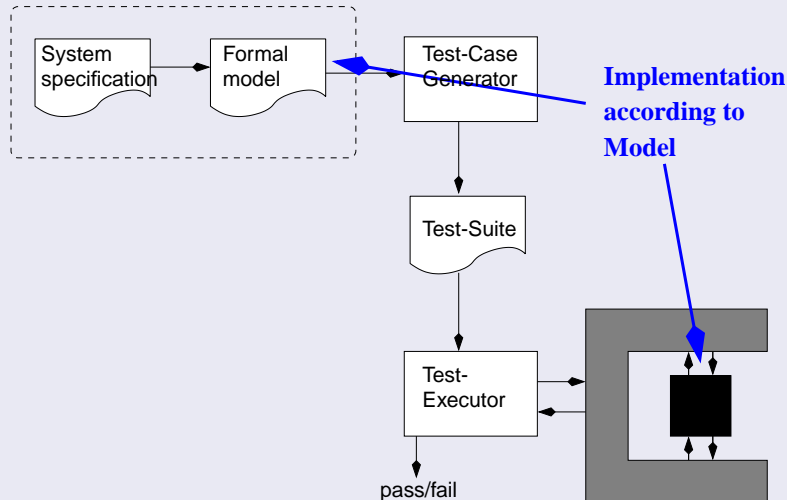 System
specification
Formal
model
Test-Case
Generator
Implementation
according to
Model
Test-Suite
Test-
Executor
pass/fail